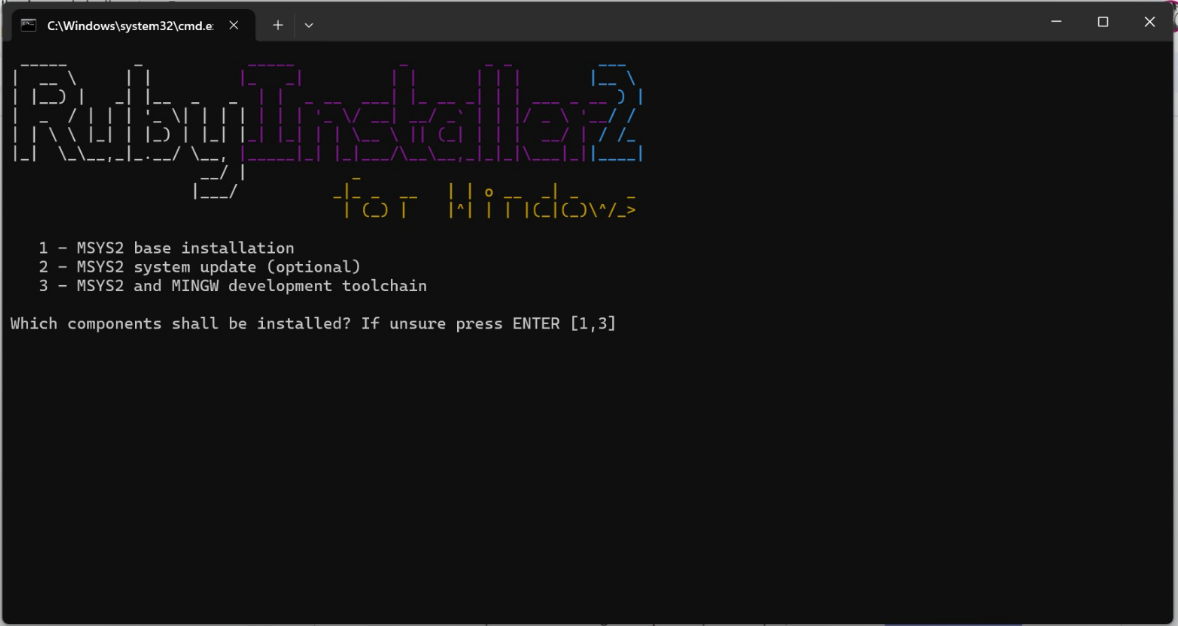 C:\Windows\system32\cmd.e
RubyInstaller2
for Windows
1 - MSYS2 base installation
2 - MSYS2 system update (optional)
3 - MSYS2 and MINGW development toolchain
Which components shall be installed? If unsure press ENTER [1,3]